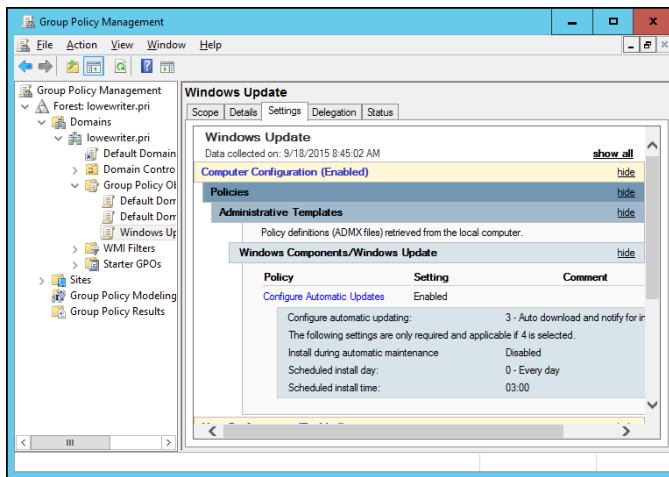 Group Policy Management
File Action View Window Help
Group Policy Management
Forest: lowewriter.pri
Domains
lowewriter.pri
Default Domain
Domain Contro
Group Policy Ob
Default Dom
Default Dom
Windows Up
WMI Filters
Starter GPOs
Sites
Group Policy Modeling
Group Policy Results
Windows Update
Scope Details Settings Delegation Status
Windows Update
Data collected on: 9/18/2015 8:45:02 AM show all
Computer Configuration (Enabled) hide
Policies hide
Administrative Templates hide
Policy definitions (ADMX files) retrieved from the local computer.
Windows Components/Windows Update hide
Policy Setting Comment
Configure Automatic Updates Enabled
Configure automatic updating: 3 - Auto download and notify for in
The following settings are only required and applicable if 4 is selected.
Install during automatic maintenance Disabled
Scheduled install day: 0 - Every day
Scheduled install time: 03:00